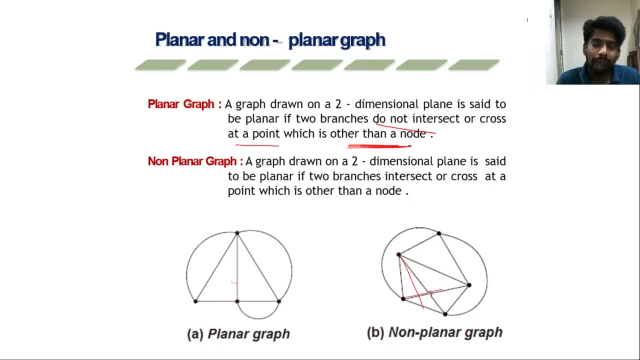 Planar and non - planar graph
Planar Graph : A graph drawn on a 2 - dimensional plane is said to
be planar if two branches do not intersect or cross
at a point which is other than a node .
Non Planar Graph : A graph drawn on a 2 - dimensional plane is said
to be planar if two branches intersect or cross at a
point which is other than a node .
(a) Planar graph
(b) Non-planar graph